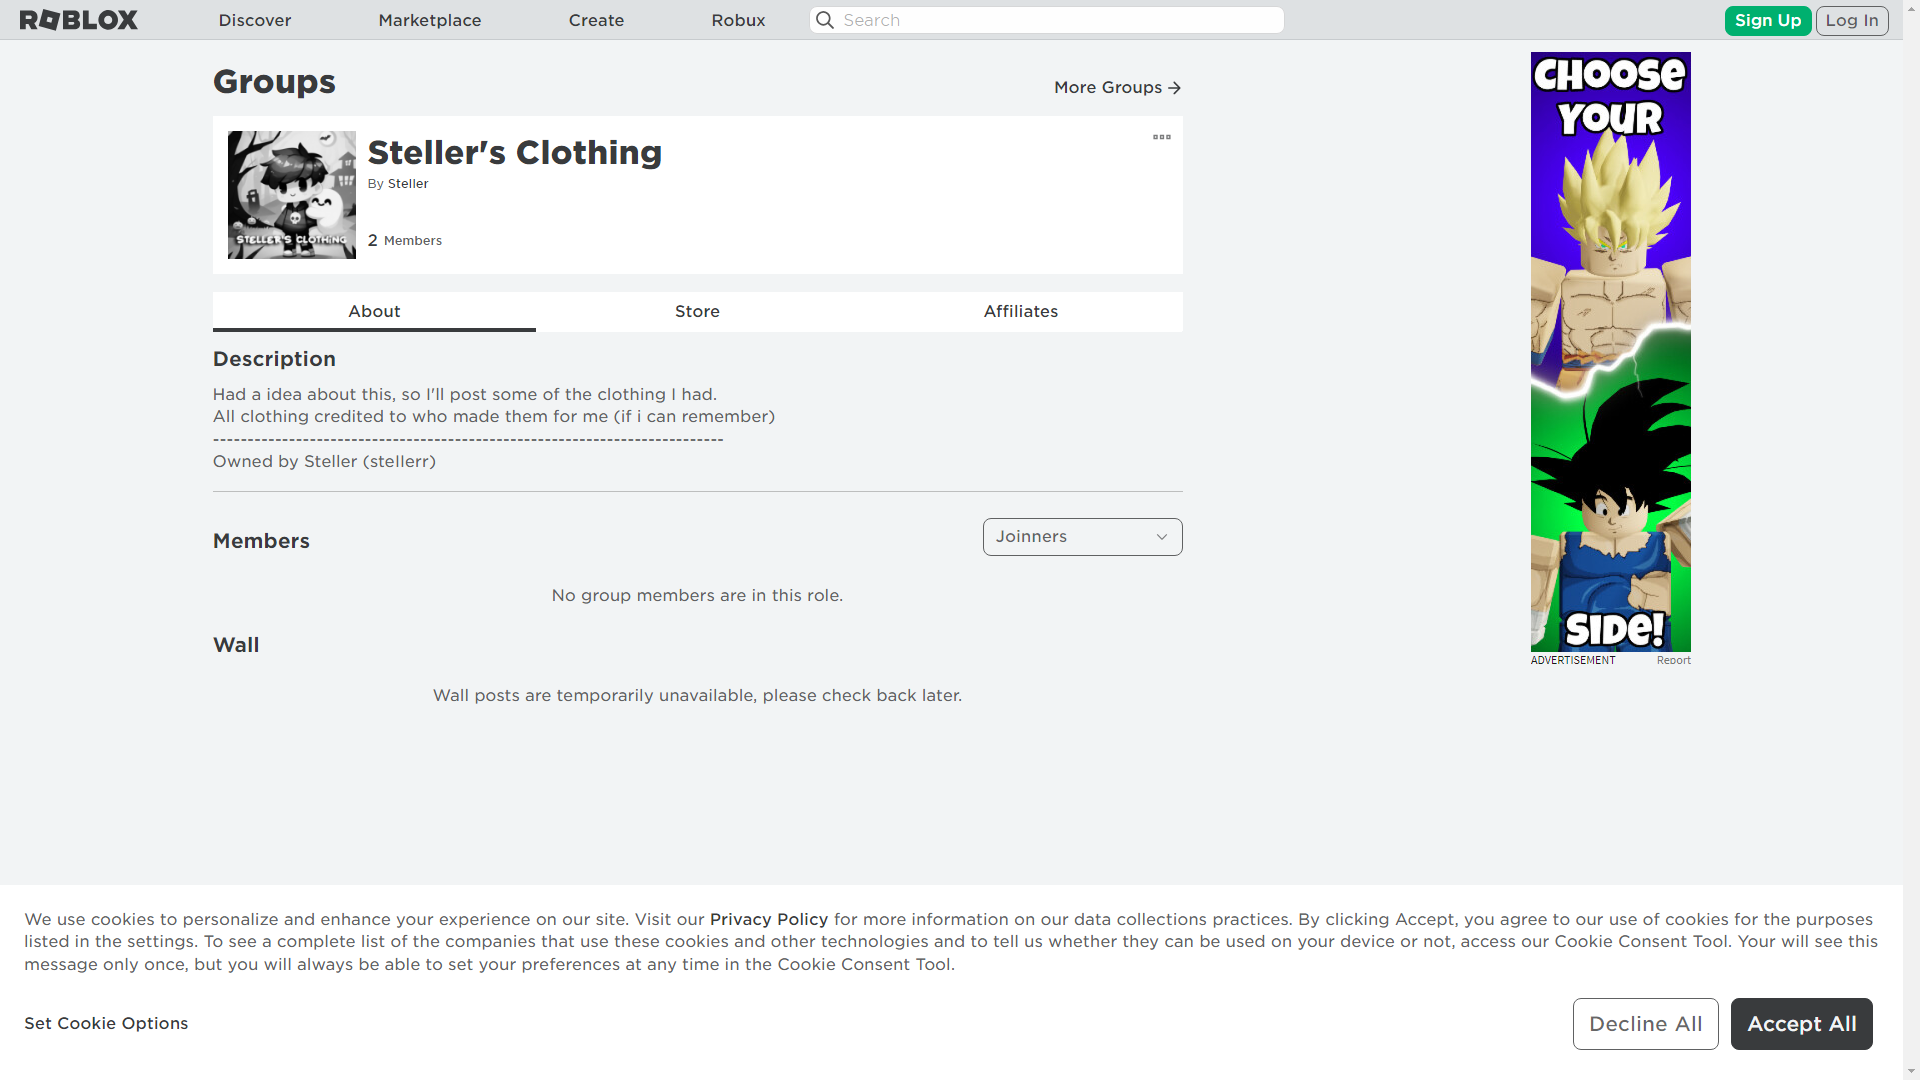 ROBLOX
Discover
Marketplace
Create
Robux
Search
Sign Up
Log In
Groups
More Groups
STELLER'S CLOTHING
Steller's Clothing
By Steller
2 Members
About
Store
Affiliates
Description
Had a idea about this, so I'll post some of the clothing I had.
All clothing credited to who made them for me (if i can remember)
--------------------------------------------------------------------------
Owned by Steller (stellerr)
Members
Joinners
No group members are in this role.
Wall
Wall posts are temporarily unavailable, please check back later.
CHOOSE
YOUR
SIDE!
ADVERTISEMENT
Report
We use cookies to personalize and enhance your experience on our site. Visit our Privacy Policy for more information on our data collections practices. By clicking Accept, you agree to our use of cookies for the purposes
listed in the settings. To see a complete list of the companies that use these cookies and other technologies and to tell us whether they can be used on your device or not, access our Cookie Consent Tool. Your will see this
message only once, but you will always be able to set your preferences at any time in the Cookie Consent Tool.
Set Cookie Options
Decline All
Accept All